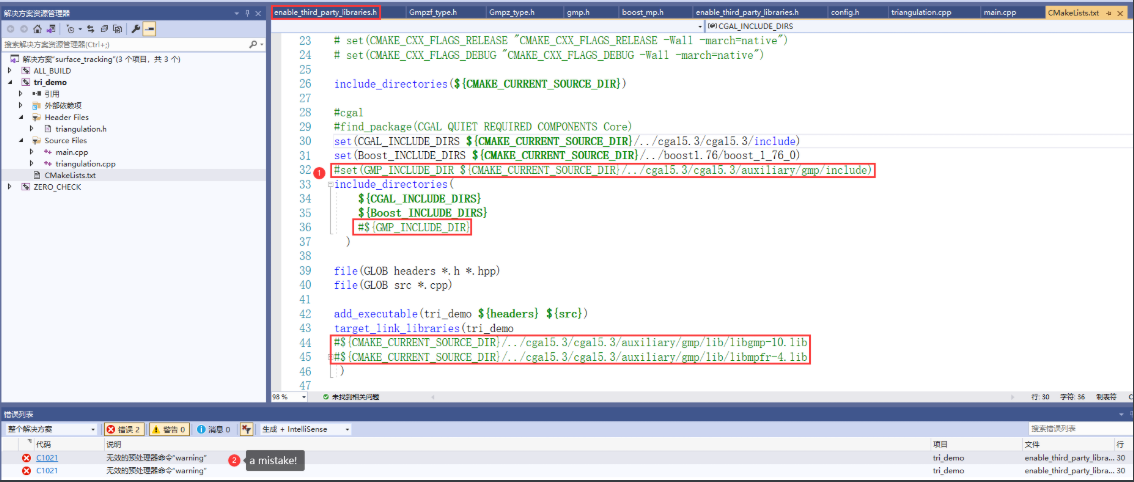 解决方案资源管理器
搜索解决方案资源管理器(Ctrl+;)
解决方案"surface_tracking"(3 个项目，共 3 个)
ALL_BUILD
tri_demo
引用
外部依赖项
Header Files
triangulation.h
Source Files
main.cpp
triangulation.cpp
CMakeLists.txt
ZERO_CHECK
enable_third_party_libraries.h Gmpzf_type.h Gmpz_type.h gmp.h boost_mp.h enable_third_party_libraries.h config.h triangulation.cpp main.cpp CMakeLists.txt
CGAL_INCLUDE_DIRS
23 # set(CMAKE_CXX_FLAGS_RELEASE "CMAKE_CXX_FLAGS_RELEASE -Wall -march=native")
24 # set(CMAKE_CXX_FLAGS_DEBUG "CMAKE_CXX_FLAGS_DEBUG -Wall -march=native")
25
26 include_directories(${CMAKE_CURRENT_SOURCE_DIR})
27
28 #cgal
29 #find_package(CGAL QUIET REQUIRED COMPONENTS Core)
30 set(CGAL_INCLUDE_DIRS ${CMAKE_CURRENT_SOURCE_DIR}/../cgal5.3/cgal5.3/include)
31 set(Boost_INCLUDE_DIRS ${CMAKE_CURRENT_SOURCE_DIR}/../boost1.76/boost_1_76_0)
1 32 #set(GMP_INCLUDE_DIR ${CMAKE_CURRENT_SOURCE_DIR}/../cgal5.3/cgal5.3/auxiliary/gmp/include)
33 include_directories(
34 ${CGAL_INCLUDE_DIRS}
35 ${Boost_INCLUDE_DIRS}
36 #${GMP_INCLUDE_DIR}
37 )
38
39 file(GLOB headers *.h *.hpp)
40 file(GLOB src *.cpp)
41
42 add_executable(tri_demo ${headers} ${src})
43 target_link_libraries(tri_demo
44 #${CMAKE_CURRENT_SOURCE_DIR}/../cgal5.3/cgal5.3/auxiliary/gmp/lib/libgmp-10.lib
45 #${CMAKE_CURRENT_SOURCE_DIR}/../cgal5.3/cgal5.3/auxiliary/gmp/lib/libmpfr-4.lib
46 )
47
98 % 未找到相关问题 行: 30 字符: 36 制表符
错误列表
整个解决方案 错误 2 警告 0 消息 0 生成 + IntelliSense 搜索错误列表
代码 说明 项目 文件 行
C1021 无效的预处理器命令"warning" 2 a mistake! tri_demo enable_third_party_libra... 30
C1021 无效的预处理器命令"warning" tri_demo enable_third_party_libra... 30